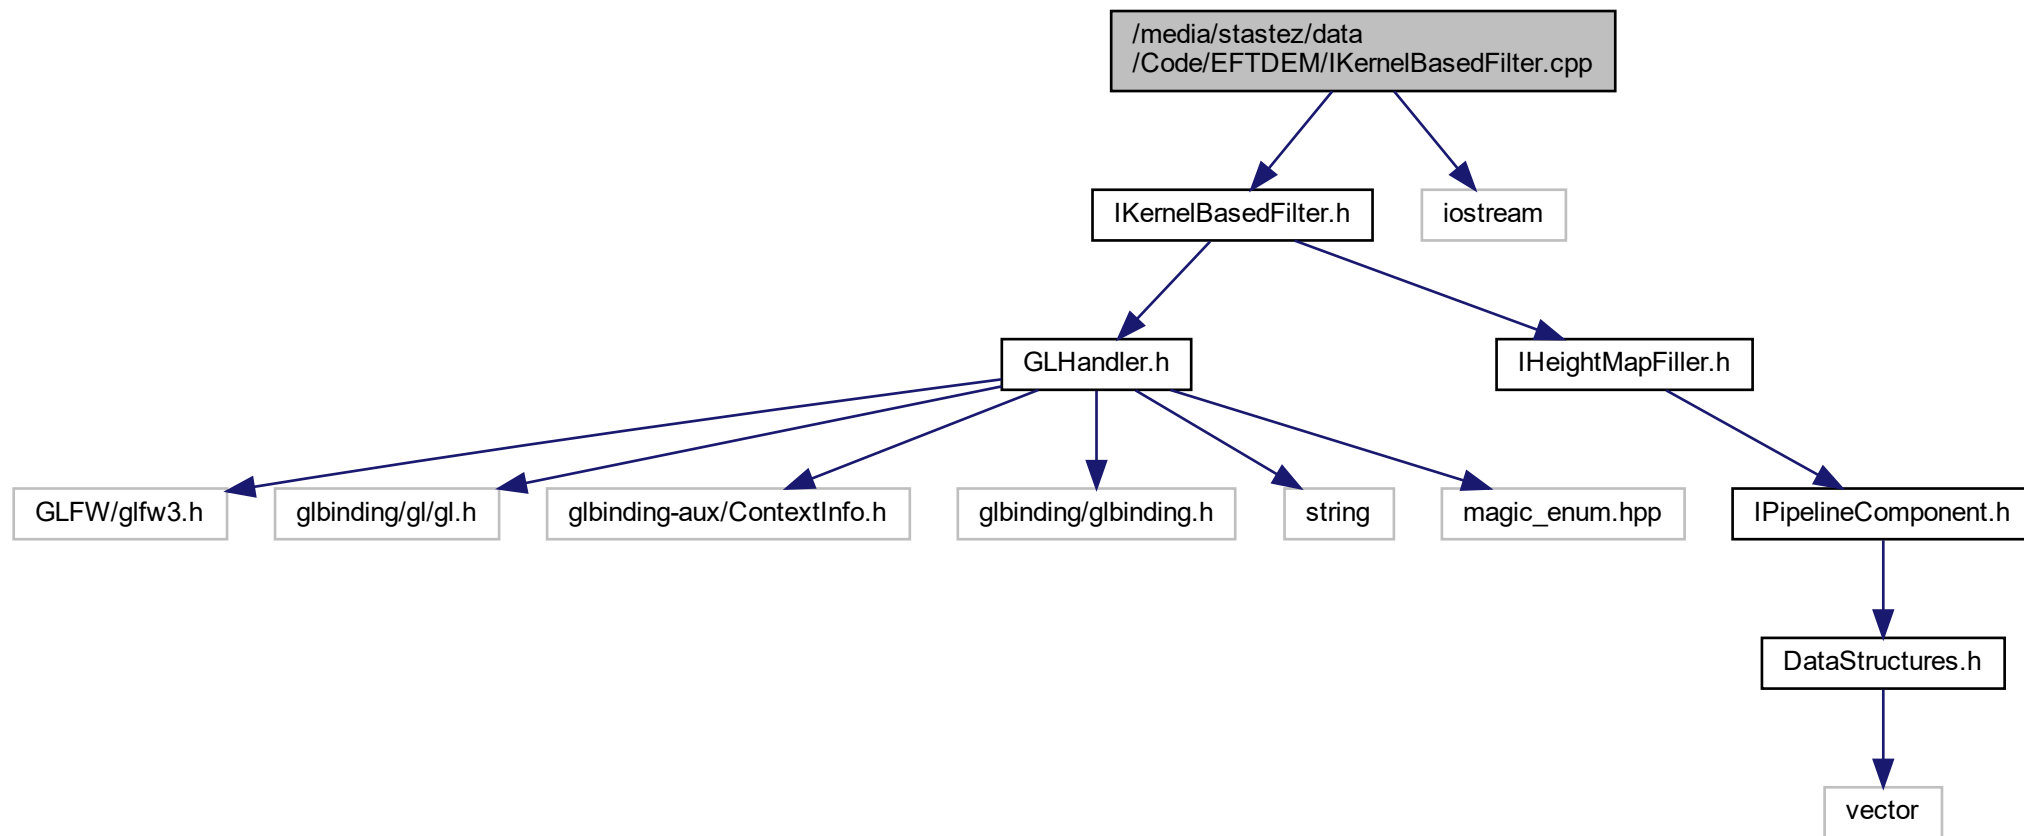 /media/stastez/data
/Code/EFTDEM/IKernelBasedFilter.cpp
IKernelBasedFilter.h
iostream
GLHandler.h
IHeightMapFiller.h
GLFW/glfw3.h
glbinding/gl/gl.h
glbinding-aux/ContextInfo.h
glbinding/glbinding.h
string
magic_enum.hpp
IPipelineComponent.h
DataStructures.h
vector